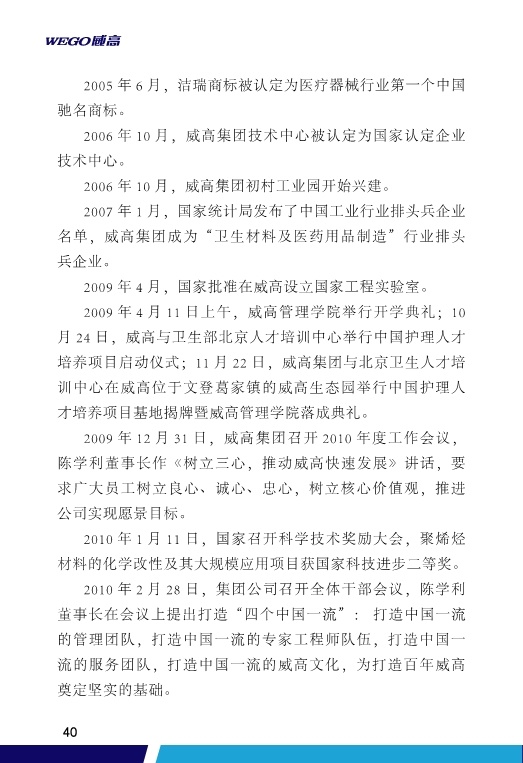 WEGO威高
2005 年 6 月，洁瑞商标被认定为医疗器械行业第一个中国
驰名商标。
2006 年 10 月，威高集团技术中心被认定为国家认定企业
技术中心。
2006 年 10 月，威高集团初村工业园开始兴建。
2007 年 1 月，国家统计局发布了中国工业行业排头兵企业
名单，威高集团成为“卫生材料及医药用品制造”行业排头
兵企业。
2009 年 4 月，国家批准在威高设立国家工程实验室。
2009 年 4 月 11 日上午，威高管理学院举行开学典礼；10
月 24 日，威高与卫生部北京人才培训中心举行中国护理人才
培养项目启动仪式；11 月 22 日，威高集团与北京卫生人才培
训中心在威高位于文登葛家镇的威高生态园举行中国护理人
才培养项目基地揭牌暨威高管理学院落成典礼。
2009 年 12 月 31 日，威高集团召开 2010 年度工作会议，
陈学利董事长作《树立三心，推动威高快速发展》讲话，要
求广大员工树立良心、诚心、忠心，树立核心价值观，推进
公司实现愿景目标。
2010 年 1 月 11 日，国家召开科学技术奖励大会，聚烯烃
材料的化学改性及其大规模应用项目获国家科技进步二等奖。
2010 年 2 月 28 日，集团公司召开全体干部会议，陈学利
董事长在会议上提出打造“四个中国一流”： 打造中国一流
的管理团队，打造中国一流的专家工程师队伍，打造中国一
流的服务团队，打造中国一流的威高文化，为打造百年威高
奠定坚实的基础。
40